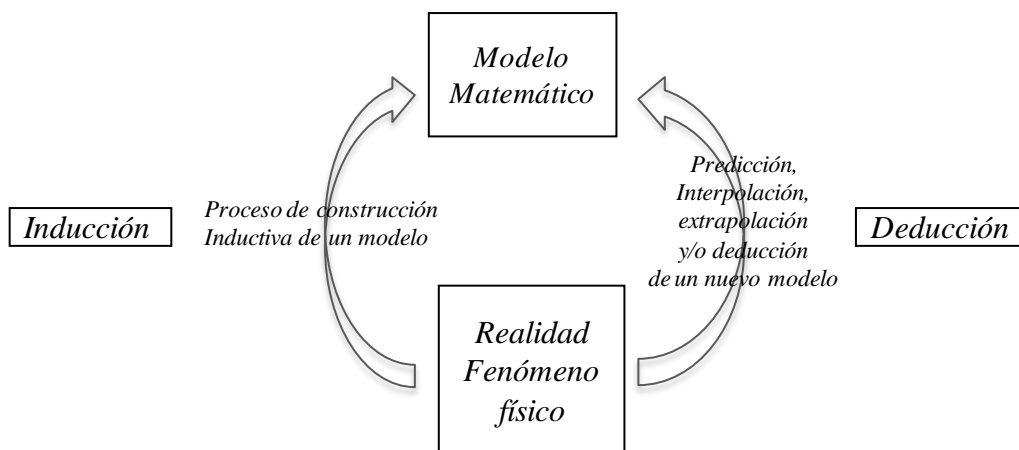 Modelo
Matemático
Inducción
Proceso de construcción
Inductiva de un modelo
Predicción,
Interpolación,
extrapolación
y/o deducción
de un nuevo modelo
Deducción
Realidad
Fenómeno
físico